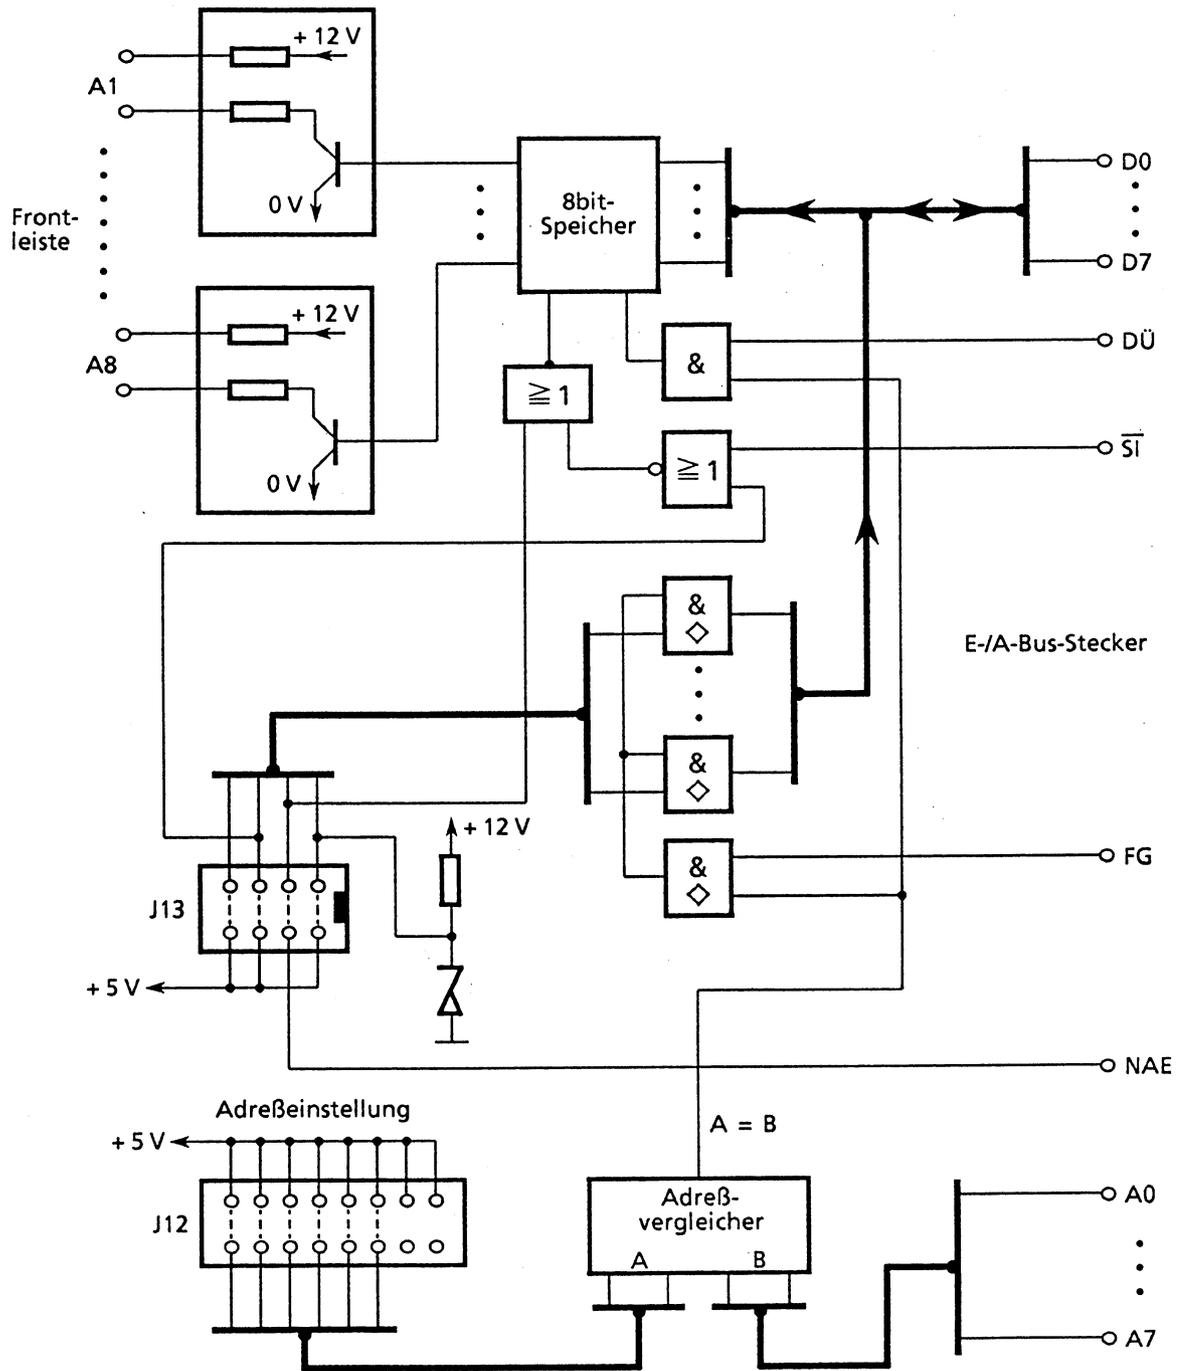 + 12 V
A1
0 V
Front-
leiste
8bit-
Speicher
D0
D7
+ 12 V
A8
0 V
&
DÜ
≧ 1
≧ 1
SI
&
◇
E-/A-Bus-Stecker
&
◇
+ 12 V
&
◇
FG
J13
+ 5 V
NAE
Adreßeinstellung
+ 5 V
A = B
J12
Adreß-
vergleicher
A B
A0
A7